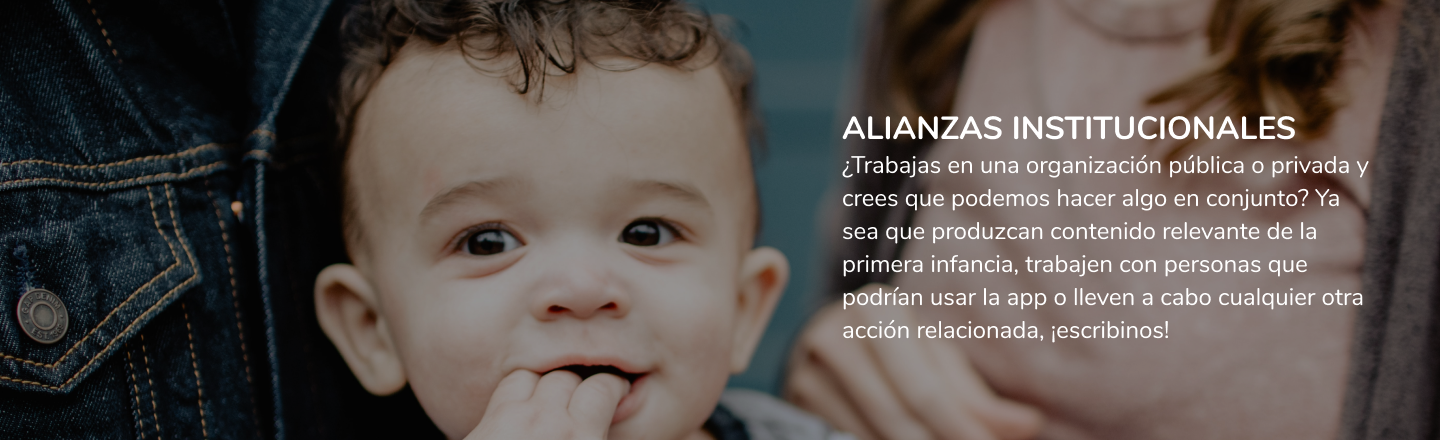 ALIANZAS INSTITUCIONALES
¿Trabajas en una organización pública o privada y
crees que podemos hacer algo en conjunto? Ya
sea que produzcan contenido relevante de la
primera infancia, trabajen con personas que
podrían usar la app o lleven a cabo cualquier otra
acción relacionada, ¡escribinos!